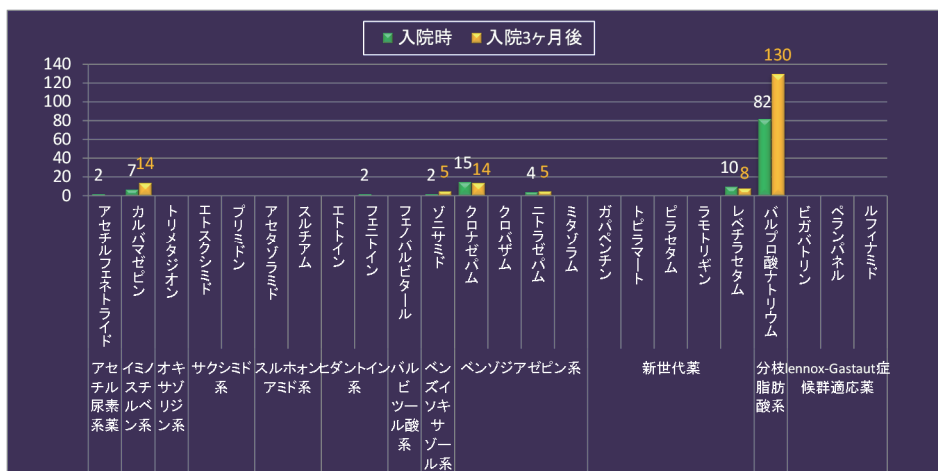 入院時 入院3ヶ月後
140
120
100
80
60
40
20
0
2
7
14
2
2
5
15
14
4
5
10
8
82
130
アセチルフェネトライド
カルバマゼピン
トリメタジオン
エトスクシミド
プリミドン
アセタゾラミド
スルチアム
エトトイン
フェニトイン
フェノバルビタール
ゾニサミド
クロナゼパム
クロバザム
ニトラゼパム
ミダゾラム
ガバペンチン
トピラマート
ピラセタム
ラモトリギン
レベチラセタム
バルプロ酸ナトリウム
ビガバトリン
ペランパネル
ルフィナミド
アセチル尿素系薬
イミノスチルベン系
オキサゾリジン系
サクシミド系
スルホンアミド系
ヒダントイン系
バルビツール酸系
ベンズイソキサゾール系
ベンゾジアゼピン系
新世代薬
分枝脂肪酸系
lennox-Gastaut症
候群適応薬